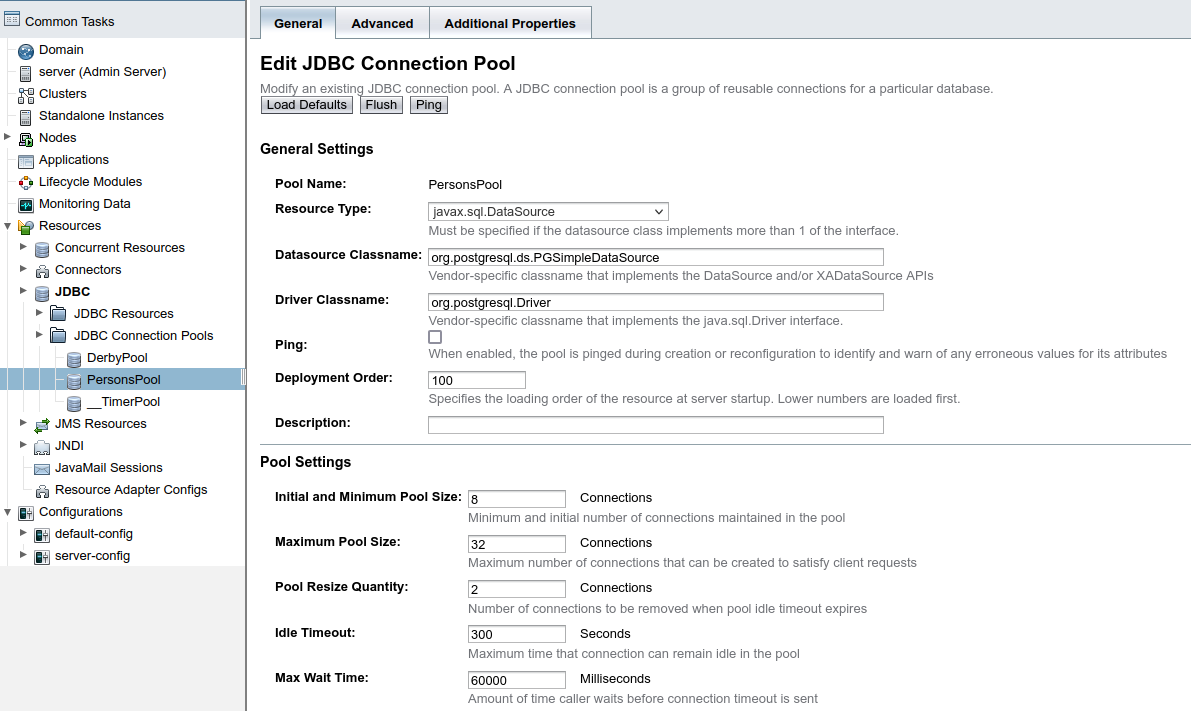 Common Tasks
Domain
server (Admin Server)
Clusters
Standalone Instances
Nodes
Applications
Lifecycle Modules
Monitoring Data
Resources
Concurrent Resources
Connectors
JDBC
JDBC Resources
JDBC Connection Pools
DerbyPool
PersonsPool
__TimerPool
JMS Resources
JNDI
JavaMail Sessions
Resource Adapter Configs
Configurations
default-config
server-config
General Advanced Additional Properties
Edit JDBC Connection Pool
Modify an existing JDBC connection pool. A JDBC connection pool is a group of reusable connections for a particular database.
Load Defaults Flush Ping
General Settings
Pool Name: PersonsPool
Resource Type: javax.sql.DataSource
Must be specified if the datasource class implements more than 1 of the interface.
Datasource Classname: org.postgresql.ds.PGSimpleDataSource
Vendor-specific classname that implements the DataSource and/or XADataSource APIs
Driver Classname: org.postgresql.Driver
Vendor-specific classname that implements the java.sql.Driver interface.
Ping:
When enabled, the pool is pinged during creation or reconfiguration to identify and warn of any erroneous values for its attributes
Deployment Order: 100
Specifies the loading order of the resource at server startup. Lower numbers are loaded first.
Description:
Pool Settings
Initial and Minimum Pool Size: 8 Connections
Minimum and initial number of connections maintained in the pool
Maximum Pool Size: 32 Connections
Maximum number of connections that can be created to satisfy client requests
Pool Resize Quantity: 2 Connections
Number of connections to be removed when pool idle timeout expires
Idle Timeout: 300 Seconds
Maximum time that connection can remain idle in the pool
Max Wait Time: 60000 Milliseconds
Amount of time caller waits before connection timeout is sent